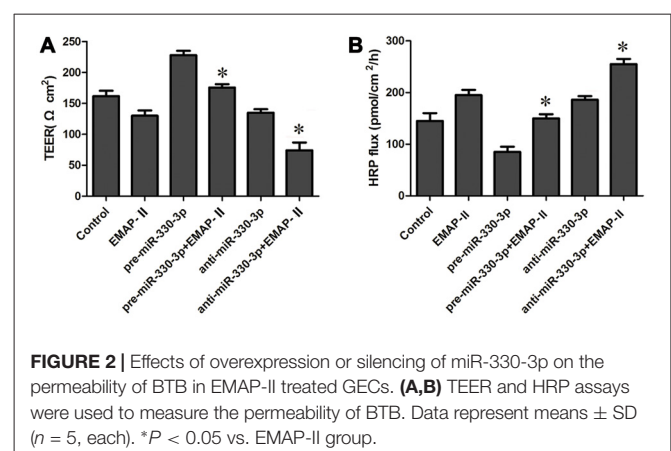 A
B
TEER( Ω cm²)
250
200
150
100
50
0
Control
EMAP- II
pre-miR-330-3p
pre-miR-330-3p+EMAP- II
anti-miR-330-3p
anti-miR-330-3p+EMAP- II
*
*
HRP flux (pmol/cm ²/h)
300
200
100
0
Control
EMAP-II
pre-miR-330-3p
pre-miR-330-3p+EMAP-II
anti-miR-330-3p
anti-miR-330-3p+EMAP-II
*
*
FIGURE 2 | Effects of overexpression or silencing of miR-330-3p on the
permeability of BTB in EMAP-II treated GECs. (A,B) TEER and HRP assays
were used to measure the permeability of BTB. Data represent means ± SD
(n = 5, each). *P < 0.05 vs. EMAP-II group.